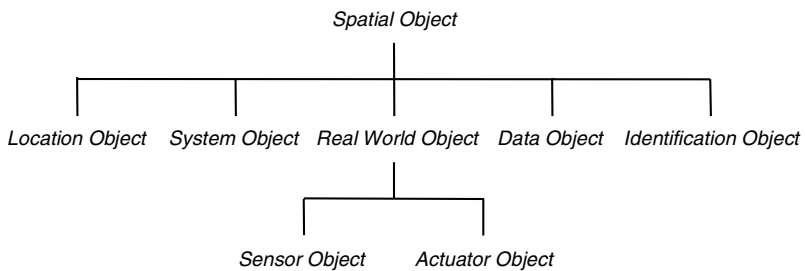 Spatial Object
Location Object System Object Real World Object Data Object Identification Object
Sensor Object Actuator Object